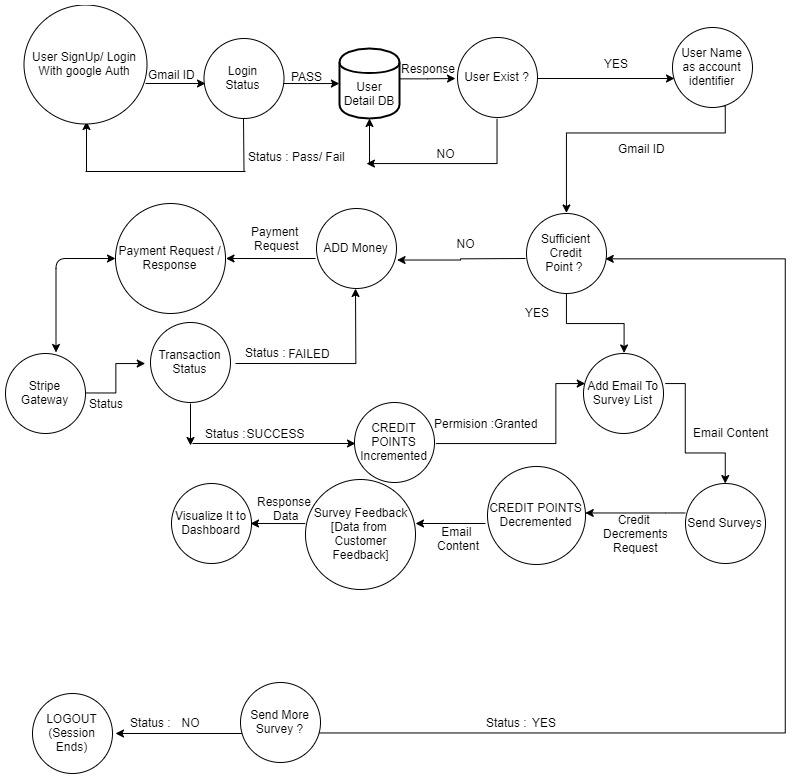 User SignUp/ Login
With google Auth
Gmail ID
Login
Status
PASS
User
Detail DB
Response
User Exist ?
YES
User Name
as account
identifier
Status : Pass/ Fail
NO
Gmail ID
Payment Request /
Response
Payment
Request
ADD Money
NO
Sufficient
Credit
Point ?
YES
Stripe
Gateway
Status
Transaction
Status
Status : FAILED
Status :SUCCESS
CREDIT
POINTS
Incremented
Permision :Granted
Add Email To
Survey List
Email Content
Visualize It to
Dashboard
Response
Data
Survey Feedback
[Data from
Customer
Feedback]
Email
Content
CREDIT POINTS
Decremented
Credit
Decrements
Request
Send Surveys
LOGOUT
(Session
Ends)
Status : NO
Send More
Survey ?
Status : YES